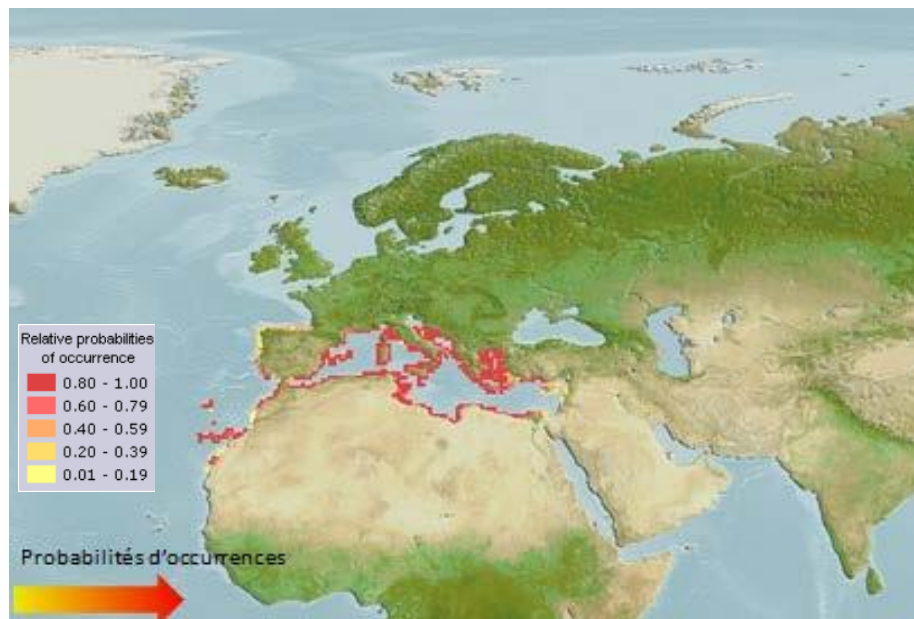 Relative probabilities
of occurrence
0.80 - 1.00
0.60 - 0.79
0.40 - 0.59
0.20 - 0.39
0.01 - 0.19
Probabilités d'occurrences